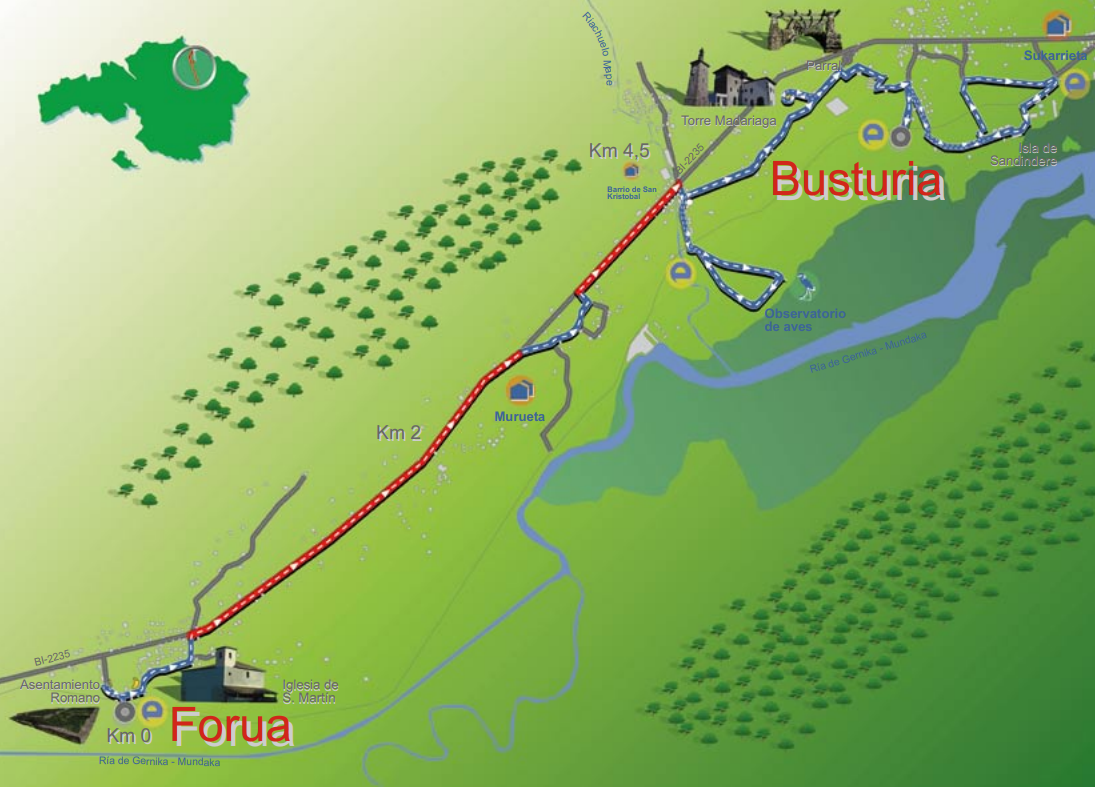 Riachuelo Mape
Sukarrieta
Parral
Torre Madariaga
Isla de
Sandindere
Km 4,5
BI-2235
Barrio de San
Kristobal
Busturia
Observatorio
de aves
Ría de Gernika - Mundaka
Murueta
Km 2
BI-2235
Asentamiento
Romano
Iglesia de
S. Martín
Km 0
Forua
Ría de Gernika - Mundaka